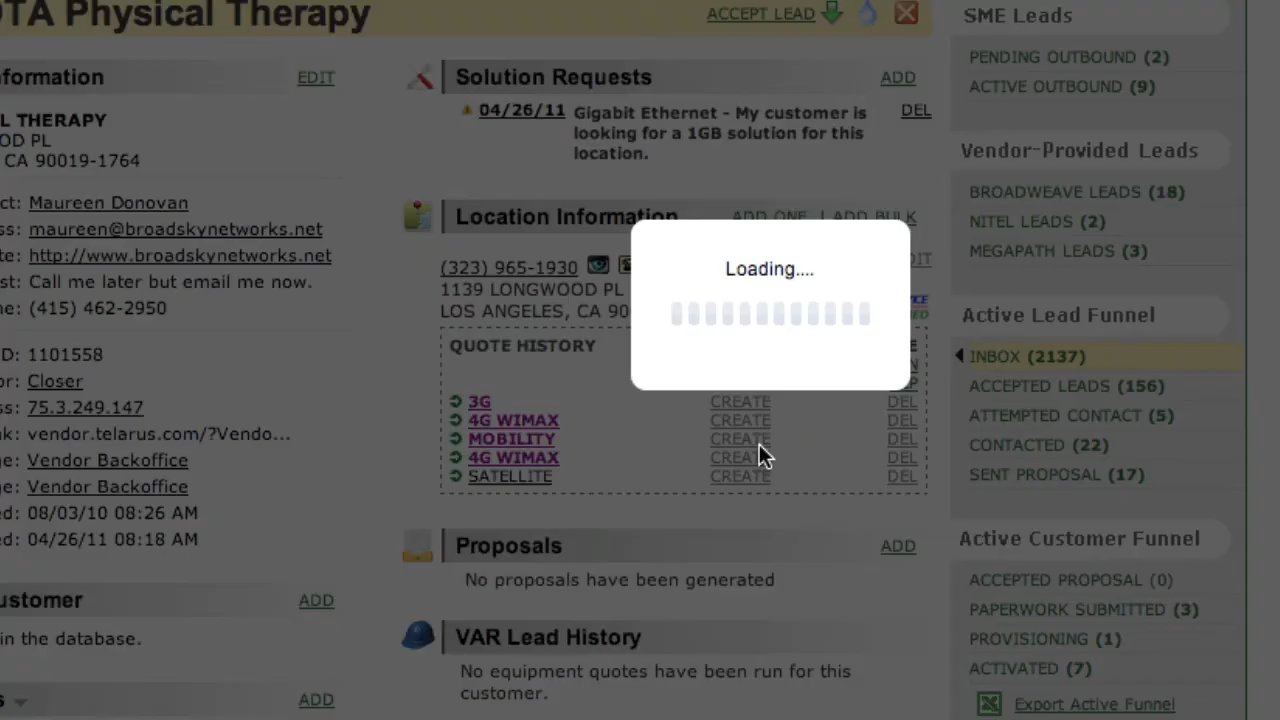 OTA Physical Therapy
ACCEPT LEAD
nformation
EDIT
L THERAPY
OD PL
CA 90019-1764
ct: Maureen Donovan
ss: maureen@broadskynetworks.net
te: http://www.broadskynetworks.net
st: Call me later but email me now.
ne: (415) 462-2950
D: 1101558
or: Closer
ss: 75.3.249.147
nk: vendor.telarus.com/?Vendo...
ge: Vendor Backoffice
ge: Vendor Backoffice
ed: 08/03/10 08:26 AM
ed: 04/26/11 08:18 AM
ustomer
ADD
in the database.
s
ADD
Solution Requests
ADD
04/26/11 Gigabit Ethernet - My customer is
DEL
looking for a 1GB solution for this
location.
Location Information
ADD ONE | ADD BULK
(323) 965-1930
DIT
1139 LONGWOOD PL
LOS ANGELES, CA 90
QUOTE HISTORY
Loading....
3G CREATE DEL
4G WIMAX CREATE DEL
MOBILITY CREATE DEL
4G WIMAX CREATE DEL
SATELLITE CREATE DEL
Proposals
ADD
No proposals have been generated
VAR Lead History
No equipment quotes have been run for this
customer.
SME Leads
PENDING OUTBOUND (2)
ACTIVE OUTBOUND (9)
Vendor-Provided Leads
BROADWEAVE LEADS (18)
NITEL LEADS (2)
MEGAPATH LEADS (3)
Active Lead Funnel
INBOX (2137)
ACCEPTED LEADS (156)
ATTEMPTED CONTACT (5)
CONTACTED (22)
SENT PROPOSAL (17)
Active Customer Funnel
ACCEPTED PROPOSAL (0)
PAPERWORK SUBMITTED (3)
PROVISIONING (1)
ACTIVATED (7)
Export Active Funnel